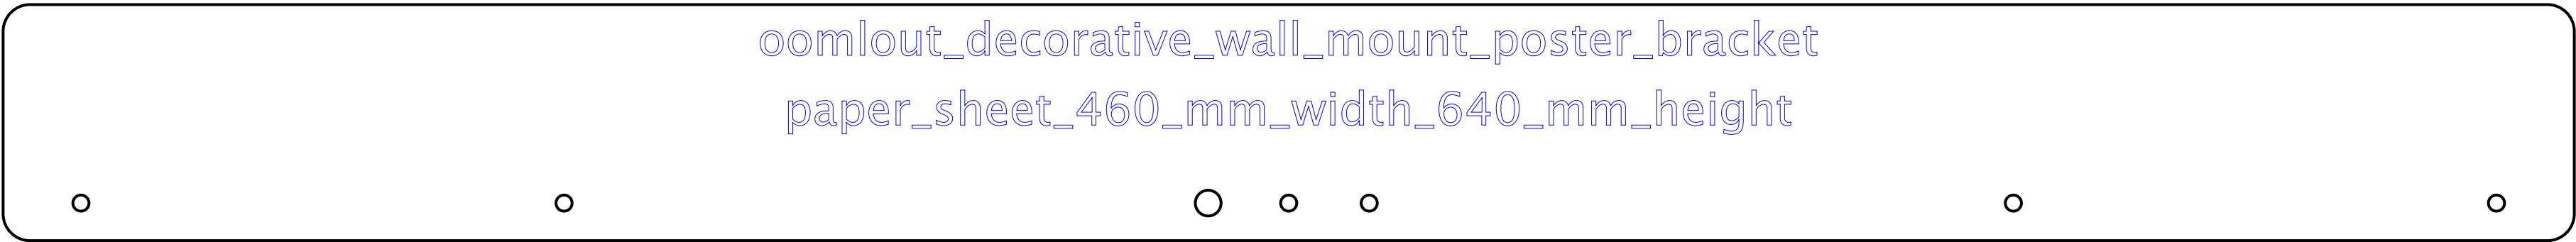 oomlout_decorative_wall_mount_poster_bracket
paper_sheet_460_mm_width_640_mm_height